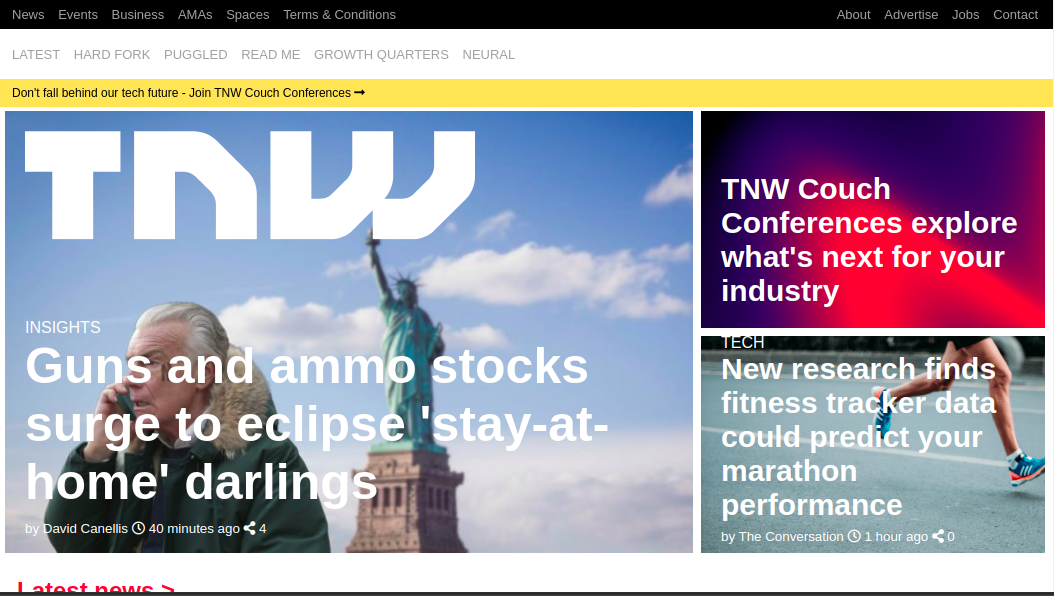 News Events Business AMAs Spaces Terms & Conditions About Advertise Jobs Contact
LATEST HARD FORK PUGGLED READ ME GROWTH QUARTERS NEURAL
Don't fall behind our tech future - Join TNW Couch Conferences
TNW
INSIGHTS
Guns and ammo stocks
surge to eclipse 'stay-at-
home' darlings
by David Canellis 40 minutes ago 4
TNW Couch
Conferences explore
what's next for your
industry
TECH
New research finds
fitness tracker data
could predict your
marathon
performance
by The Conversation 1 hour ago 0
Latest news >